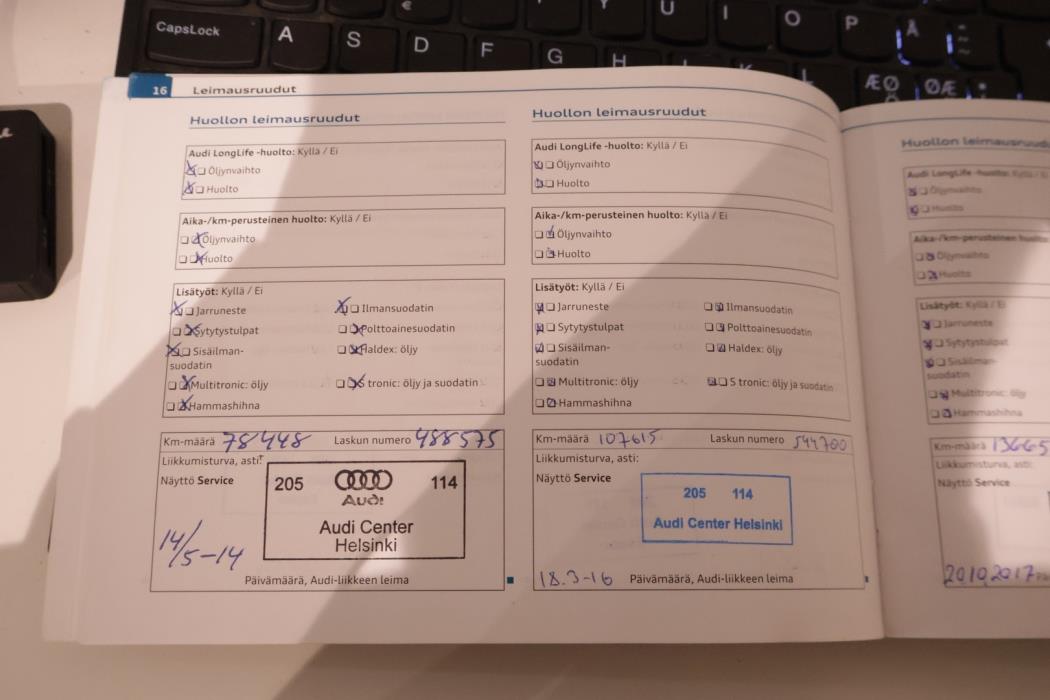 € Y U I O P Å
CapsLock A S D F G H K L ÆØ ØÆ
16 Leimausruudut
Huollon leimausruudut
Audi LongLife -huolto: Kyllä / Ei
Öljynvaihto
Huolto
Aika-/km-perusteinen huolto: Kyllä / Ei
Öljynvaihto
Huolto
Lisätyöt: Kyllä / Ei
Jarruneste Ilmansuodatin
Sytytystulpat Polttoainesuodatin
Sisäilman- Haldex: öljy
suodatin
Multitronic: öljy S tronic: öljy ja suodatin
Hammashihna
Km-määrä 78448 Laskun numero 488575
Liikkumisturva, asti:
Näyttö Service
205 Audi 114
Audi Center
Helsinki
14/5-14
Päivämäärä, Audi-liikkeen leima
Huollon leimausruudut
Audi LongLife -huolto: Kyllä / Ei
Öljynvaihto
Huolto
Aika-/km-perusteinen huolto: Kyllä / Ei
Öljynvaihto
Huolto
Lisätyöt: Kyllä / Ei
Jarruneste Ilmansuodatin
Sytytystulpat Polttoainesuodatin
Sisäilman- Haldex: öljy
suodatin
Multitronic: öljy S tronic: öljy ja suodatin
Hammashihna
Km-määrä 107615 Laskun numero 544700
Liikkumisturva, asti:
Näyttö Service
205 114
Audi Center Helsinki
18.3-16 Päivämäärä, Audi-liikkeen leima
Huollon leimausruudu
Audi LongLife -huolto: Kyllä / Ei
Öljynvaihto
Huolto
Aika-/km-perusteinen huolto
Öljynvaihto
Huolto
Lisätyöt: Kyllä / Ei
Jarruneste
Sytytystulpat
Sisäilman-
suodatin
Multitronic: öljy
Hammashihna
Km-määrä 13665
Liikkumisturva, asti:
Näyttö Service
20.10.2017